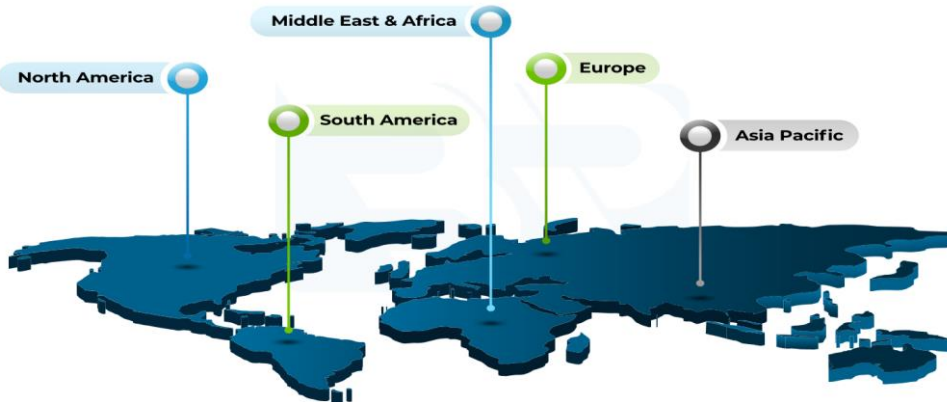 Middle East & Africa
North America
Europe
South America
Asia Pacific